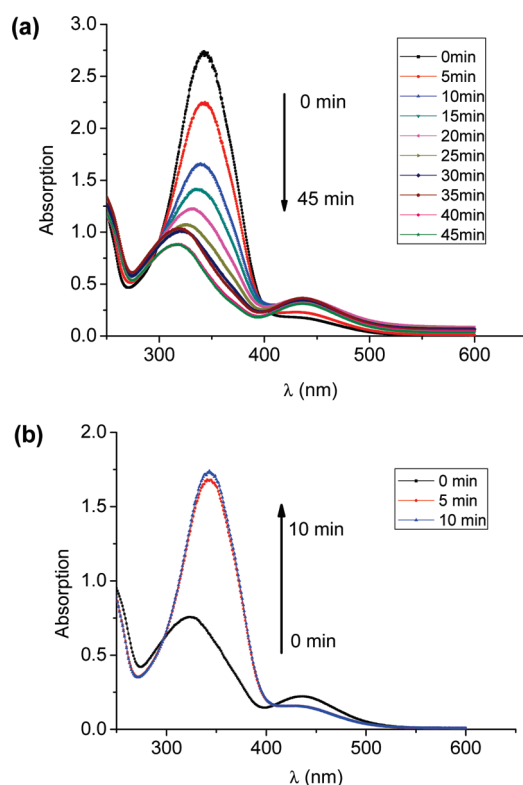 (a)
3.0
2.5
2.0
1.5
1.0
0.5
0.0
Absorption
0 min
45 min
0min
5min
10min
15min
20min
25min
30min
35min
40min
45min
300
400
500
600
λ (nm)
(b)
2.0
1.5
1.0
0.5
0.0
Absorption
10 min
0 min
0 min
5 min
10 min
300
400
500
600
λ (nm)